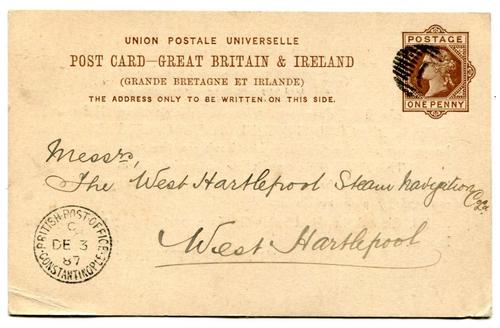 UNION POSTALE UNIVERSELLE
POST CARD—GREAT BRITAIN & IRELAND
(GRANDE BRETAGNE ET IRLANDE)
THE ADDRESS ONLY TO BE WRITTEN ON THIS SIDE.
POSTAGE
ONE PENNY
Messrs,
The West Hartlepool Steam Navigation Co Ld
West Hartlepool
BRITISH·POST·OFFICE
C
DE 3
87
CONSTANTINOPLE